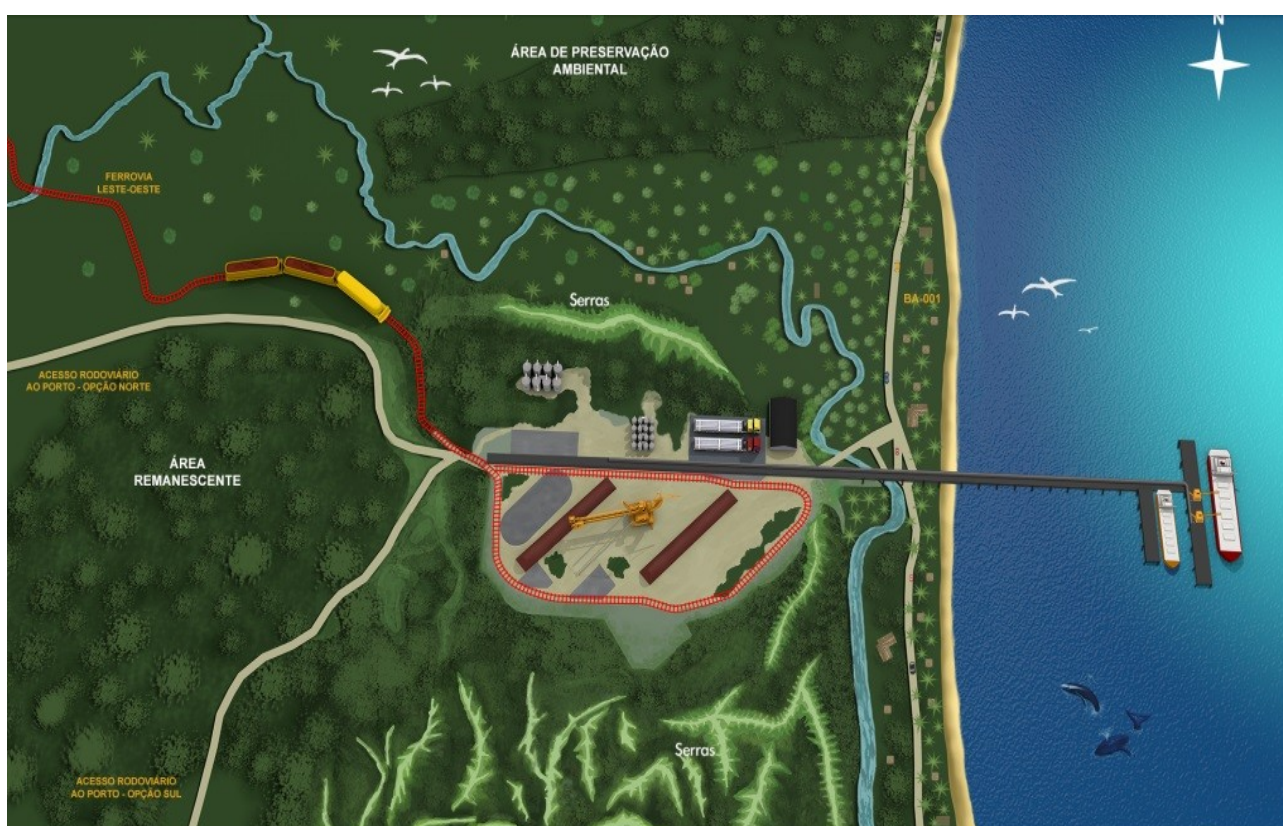 N
ÁREA DE PRESERVAÇÃO
AMBIENTAL
FERROVIA
LESTE-OESTE
Serras
BA-001
ACESSO RODOVIÁRIO
AO PORTO - OPÇÃO NORTE
ÁREA
REMANESCENTE
Serras
ACESSO RODOVIÁRIO
AO PORTO - OPÇÃO SUL